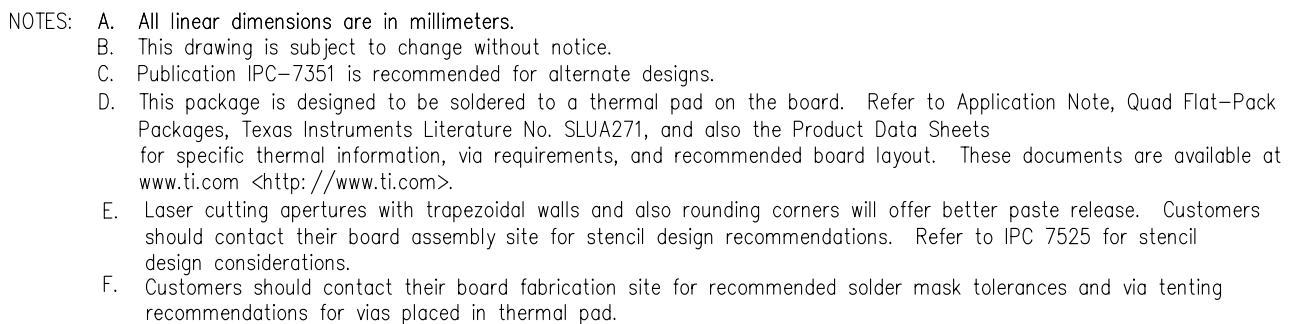 NOTES: A. All linear dimensions are in millimeters.
B. This drawing is subject to change without notice.
C. Publication IPC-7351 is recommended for alternate designs.
D. This package is designed to be soldered to a thermal pad on the board. Refer to Application Note, Quad Flat-Pack
Packages, Texas Instruments Literature No. SLUA271, and also the Product Data Sheets
for specific thermal information, via requirements, and recommended board layout. These documents are available at
www.ti.com <http://www.ti.com>.
E. Laser cutting apertures with trapezoidal walls and also rounding corners will offer better paste release. Customers
should contact their board assembly site for stencil design recommendations. Refer to IPC 7525 for stencil
design considerations.
F. Customers should contact their board fabrication site for recommended solder mask tolerances and via tenting
recommendations for vias placed in thermal pad.